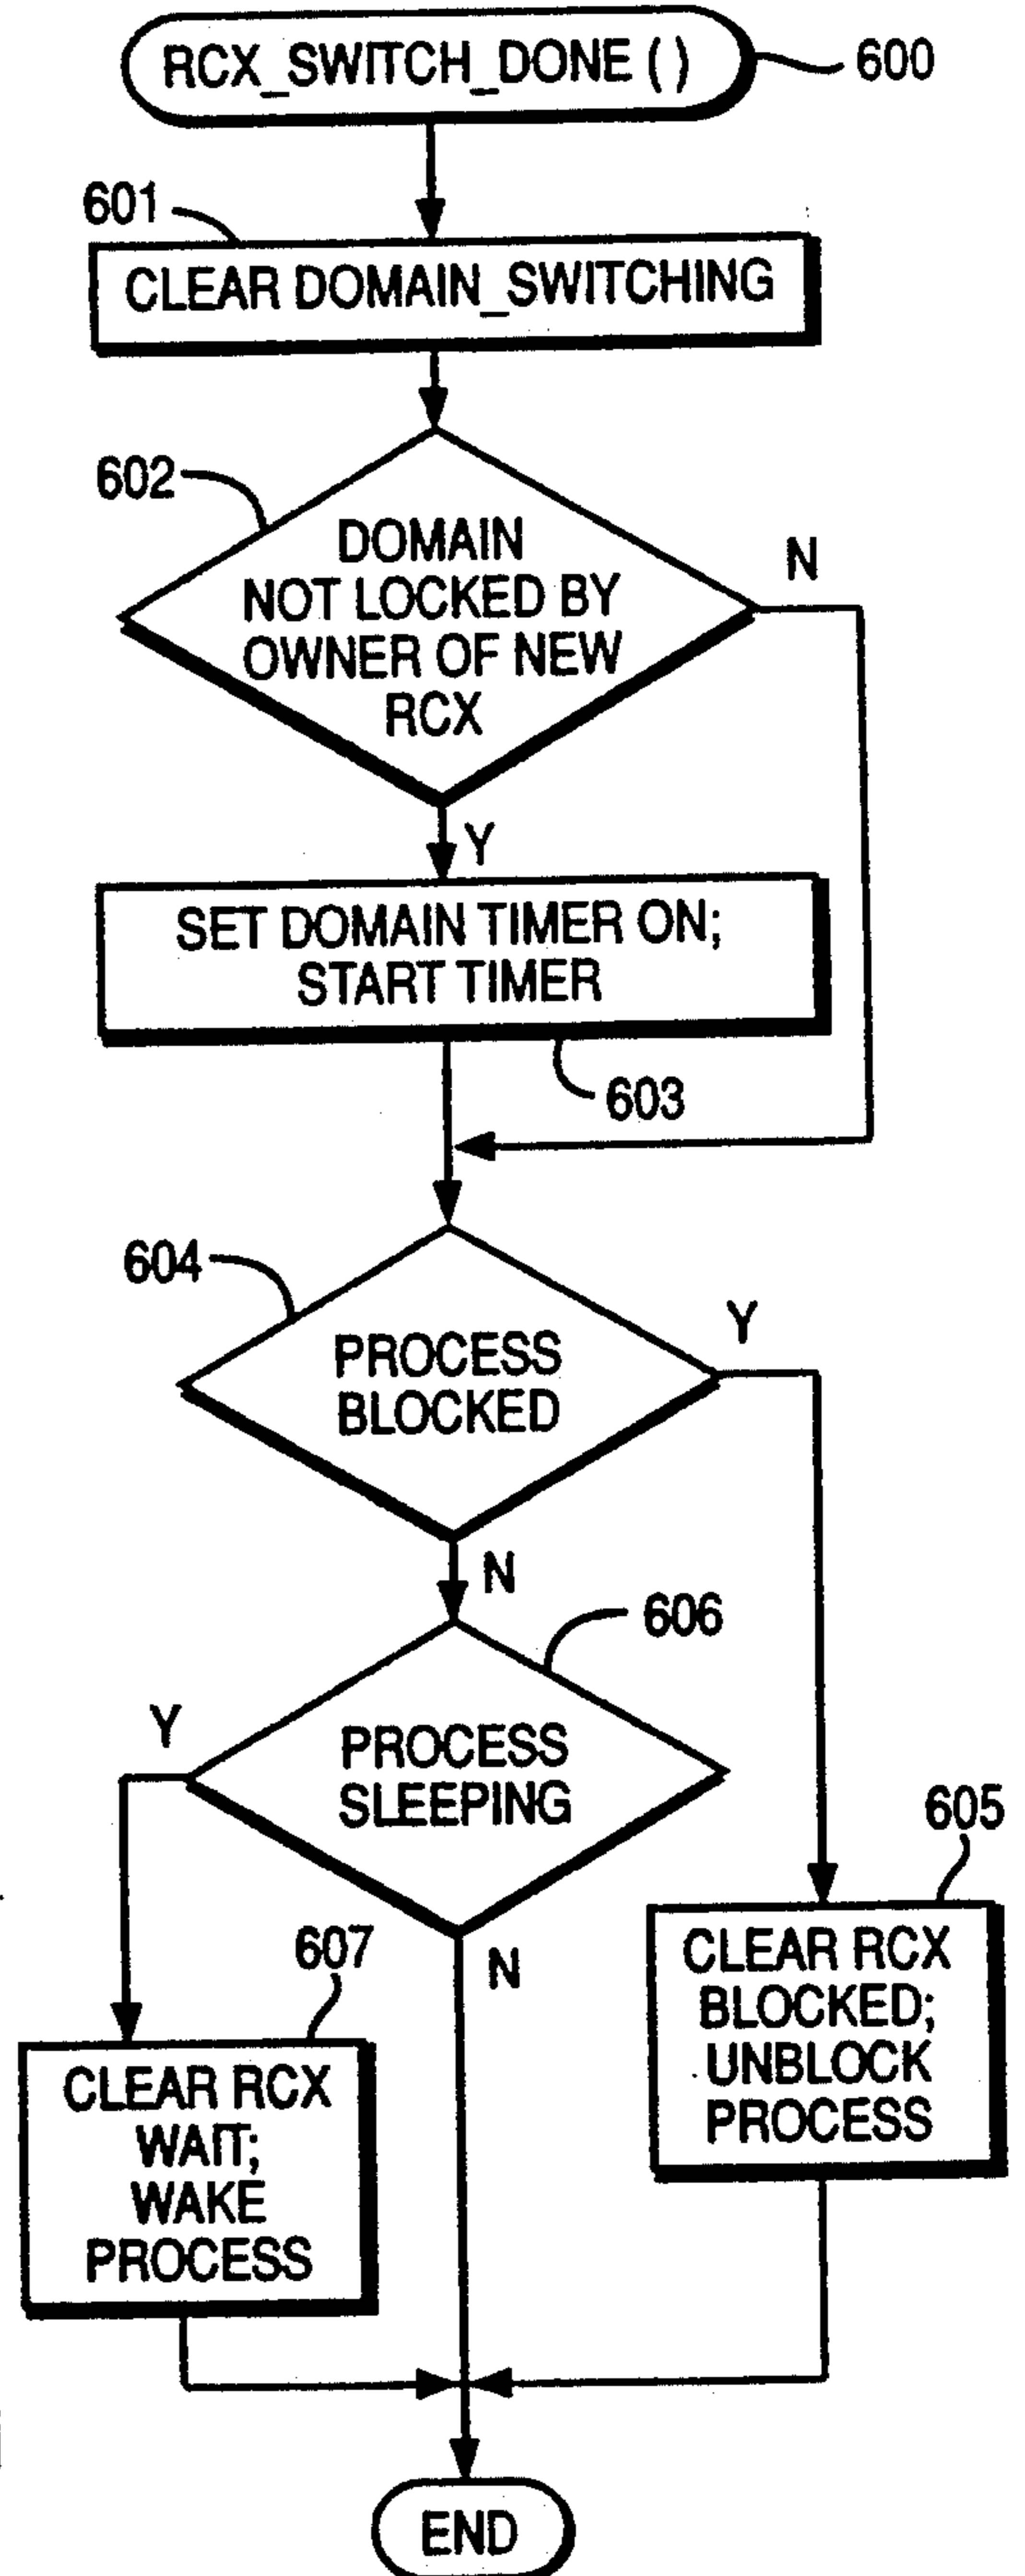 RCX_SWITCH_DONE ( )
600
601
CLEAR DOMAIN_SWITCHING
602
DOMAIN
NOT LOCKED BY
OWNER OF NEW
RCX
N
Y
SET DOMAIN TIMER ON;
START TIMER
603
604
PROCESS
BLOCKED
Y
N
606
PROCESS
SLEEPING
Y
N
605
CLEAR RCX
BLOCKED;
UNBLOCK
PROCESS
607
CLEAR RCX
WAIT;
WAKE
PROCESS
END